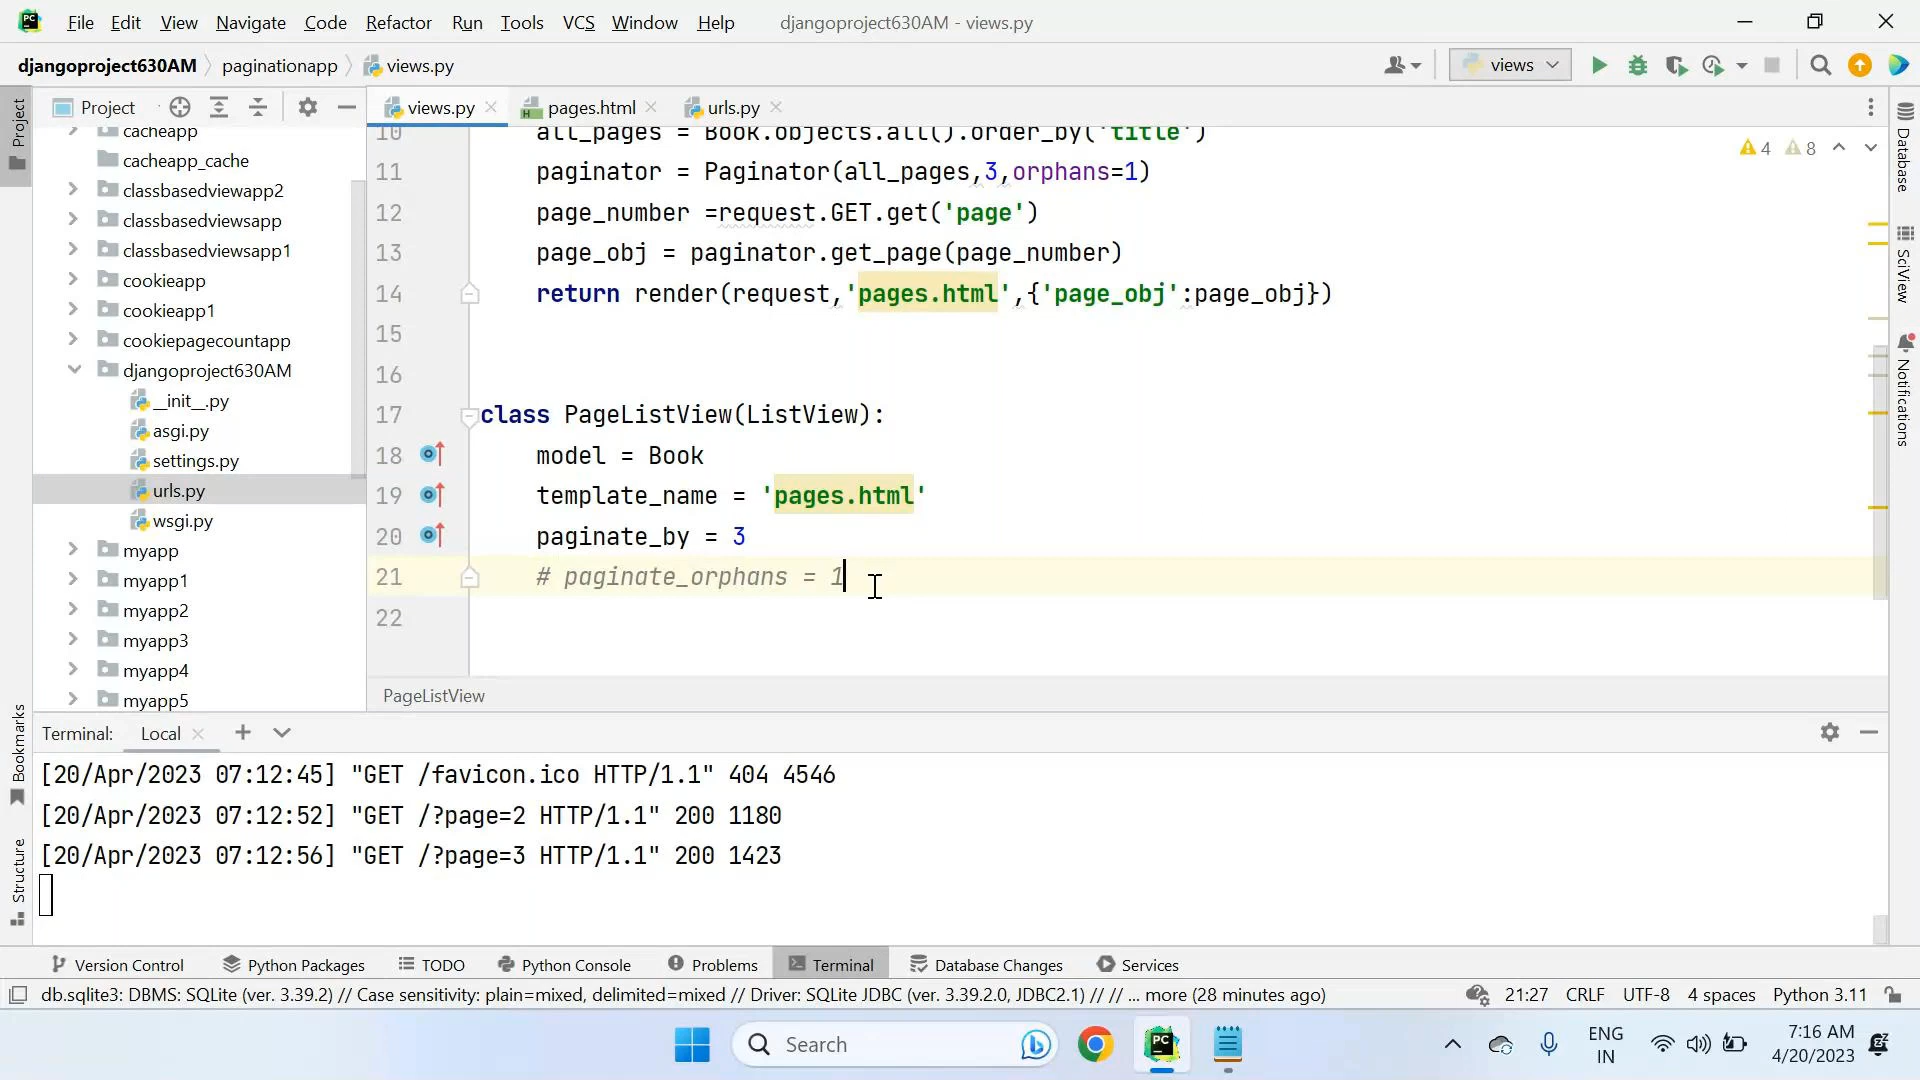 File Edit View Navigate Code Refactor Run Tools VCS Window Help djangoproject630AM - views.py
djangoproject630AM paginationapp views.py views
Project
views.py pages.html urls.py
cacheapp
cacheapp_cache
classbasedviewapp2
classbasedviewsapp
classbasedviewsapp1
cookieapp
cookieapp1
cookiepagecountapp
djangoproject630AM
__init__.py
asgi.py
settings.py
urls.py
wsgi.py
myapp
myapp1
myapp2
myapp3
myapp4
myapp5
10 all_pages = Book.objects.all().order_by('title')
11 paginator = Paginator(all_pages,3,orphans=1)
12 page_number =request.GET.get('page')
13 page_obj = paginator.get_page(page_number)
14 return render(request,'pages.html',{'page_obj':page_obj})
15
16
17 class PageListView(ListView):
18 model = Book
19 template_name = 'pages.html'
20 paginate_by = 3
21 # paginate_orphans = 1
22
4 8
PageListView
Project
Bookmarks
Structure
Database
SciView
Notifications
Terminal: Local
[20/Apr/2023 07:12:45] "GET /favicon.ico HTTP/1.1" 404 4546
[20/Apr/2023 07:12:52] "GET /?page=2 HTTP/1.1" 200 1180
[20/Apr/2023 07:12:56] "GET /?page=3 HTTP/1.1" 200 1423
Version Control Python Packages TODO Python Console Problems Terminal Database Changes Services
db.sqlite3: DBMS: SQLite (ver. 3.39.2) // Case sensitivity: plain=mixed, delimited=mixed // Driver: SQLite JDBC (ver. 3.39.2.0, JDBC2.1) // // ... more (28 minutes ago) 21:27 CRLF UTF-8 4 spaces Python 3.11
Search
PC
ENG
IN
7:16 AM
4/20/2023